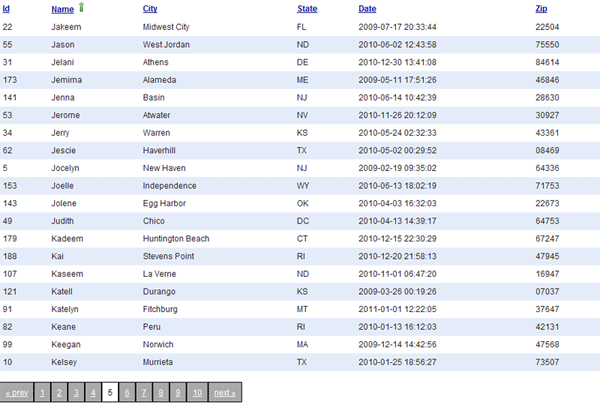 Id Name City State Date Zip
22 Jakeem Midwest City FL 2009-07-17 20:33:44 22504
55 Jason West Jordan ND 2010-06-02 12:43:58 75550
31 Jelani Athens DE 2010-12-30 13:41:08 84614
173 Jemima Alameda ME 2009-05-11 17:51:26 46846
141 Jenna Basin NJ 2010-06-14 10:42:39 28630
53 Jerome Atwater NV 2010-11-26 20:12:09 30927
34 Jerry Warren KS 2010-05-24 02:32:33 43361
62 Jescie Haverhill TX 2010-05-02 00:29:52 08469
5 Jocelyn New Haven NJ 2009-02-19 09:35:02 64336
153 Joelle Independence WY 2010-06-13 18:02:19 71753
143 Jolene Egg Harbor OK 2010-04-03 16:32:03 22673
49 Judith Chico DC 2010-04-13 14:39:17 64753
179 Kadeem Huntington Beach CT 2010-12-15 22:30:29 67247
188 Kai Stevens Point RI 2010-12-20 21:58:13 47945
107 Kaseem La Verne ND 2010-11-01 06:47:20 16947
121 Katell Durango KS 2009-03-26 00:19:26 07037
91 Katelyn Fitchburg MT 2011-01-01 12:22:05 37647
82 Keane Peru RI 2010-01-13 16:12:03 42131
99 Keegan Norwich MA 2009-12-14 14:42:56 47568
10 Kelsey Murrieta TX 2010-01-25 18:56:27 73507
« prev 1 2 3 4 5 6 7 8 9 10 next »